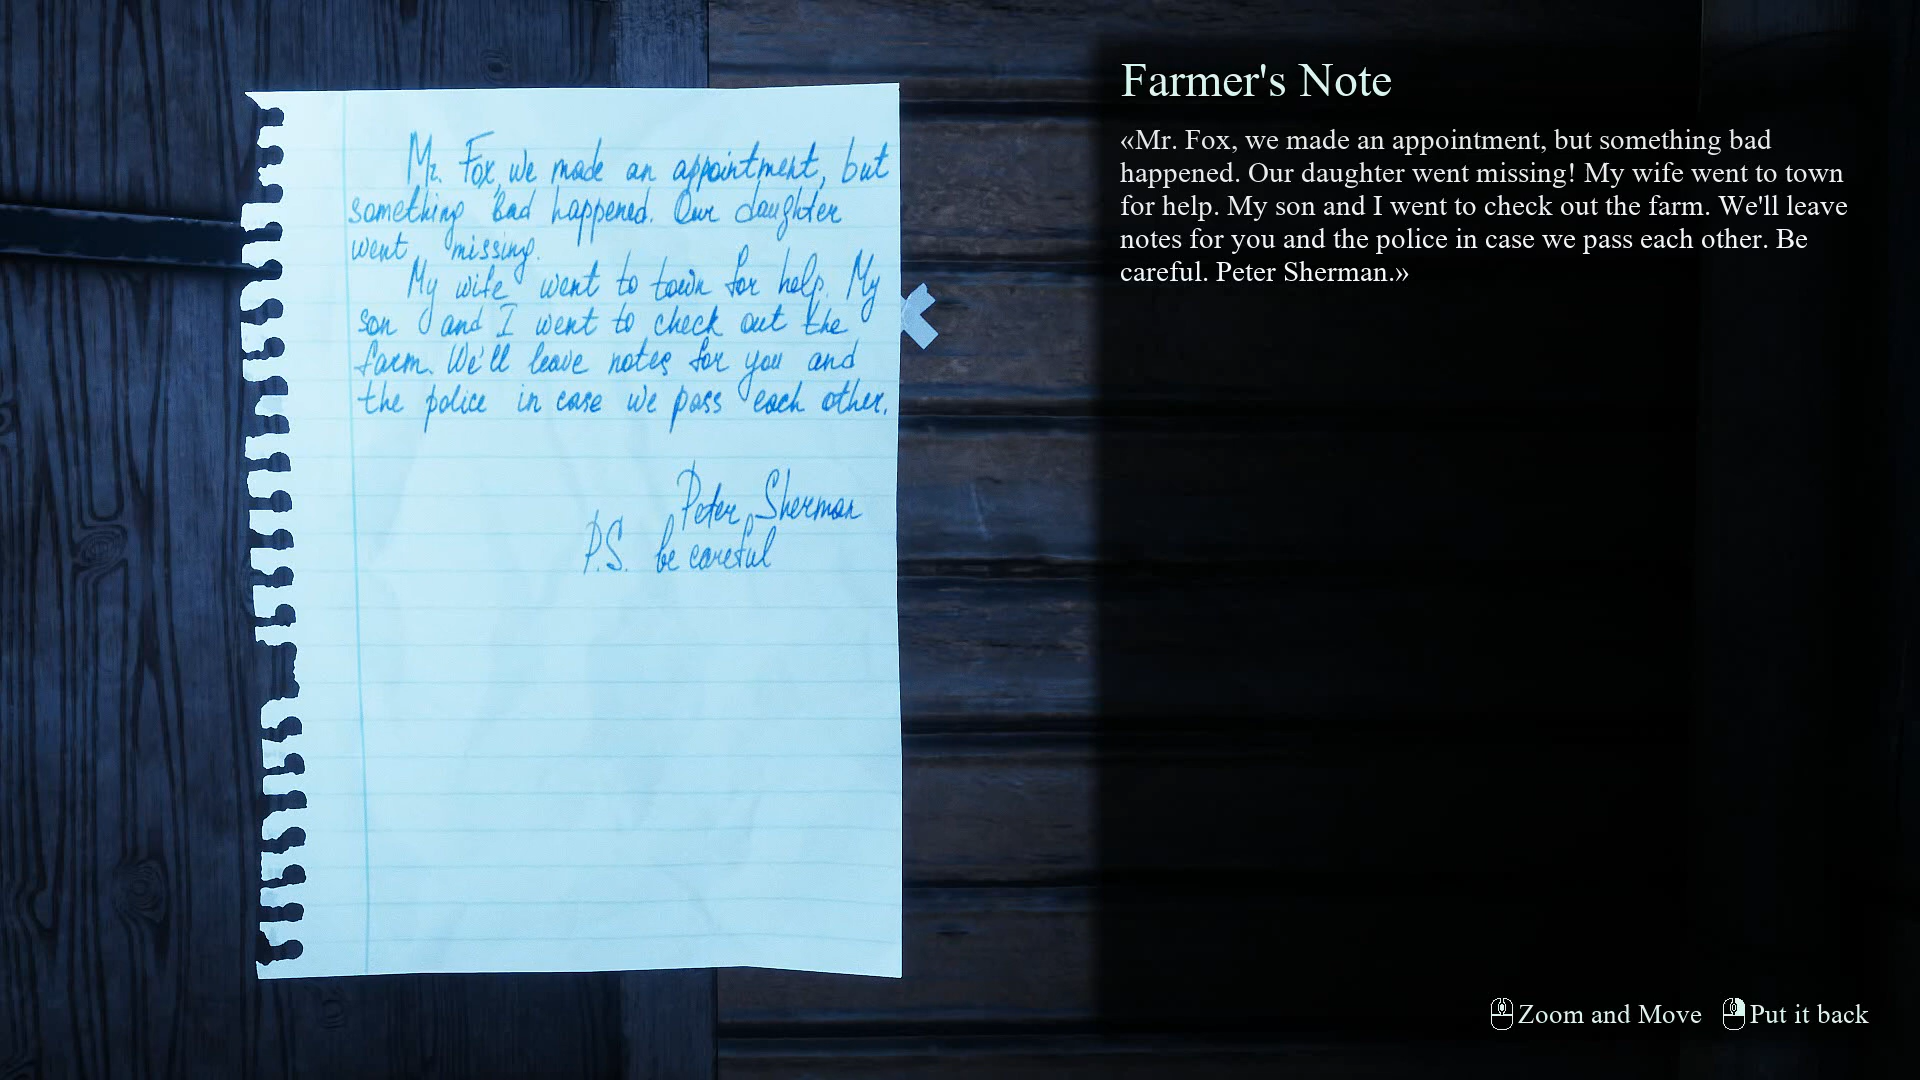 Mr. Fox, we made an appointment, but
something bad happened. Our daughter
went missing.
My wife went to town for help. My
son and I went to check out the
farm. We'll leave notes for you and
the police in case we pass each other.
Peter Sherman
P.S. be careful
Farmer's Note
«Mr. Fox, we made an appointment, but something bad
happened. Our daughter went missing! My wife went to town
for help. My son and I went to check out the farm. We'll leave
notes for you and the police in case we pass each other. Be
careful. Peter Sherman.»
Zoom and Move
Put it back